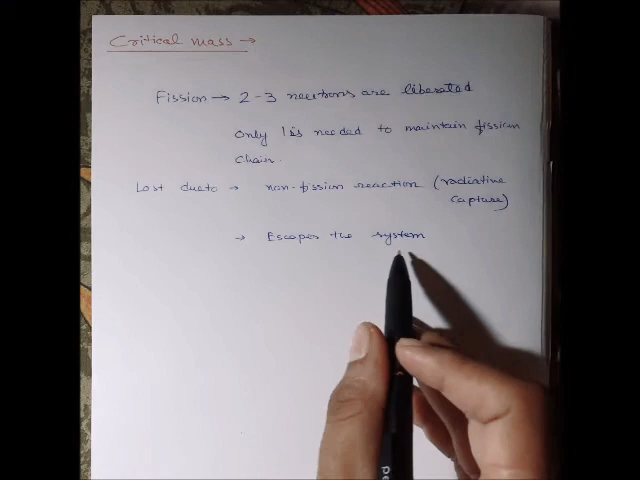 Critical mass →
Fission → 2-3 neutrons are liberated
Only 1 is needed to maintain fission
chain.
Lost due to → non-fission reaction (radiative
capture)
→ Escapes the system